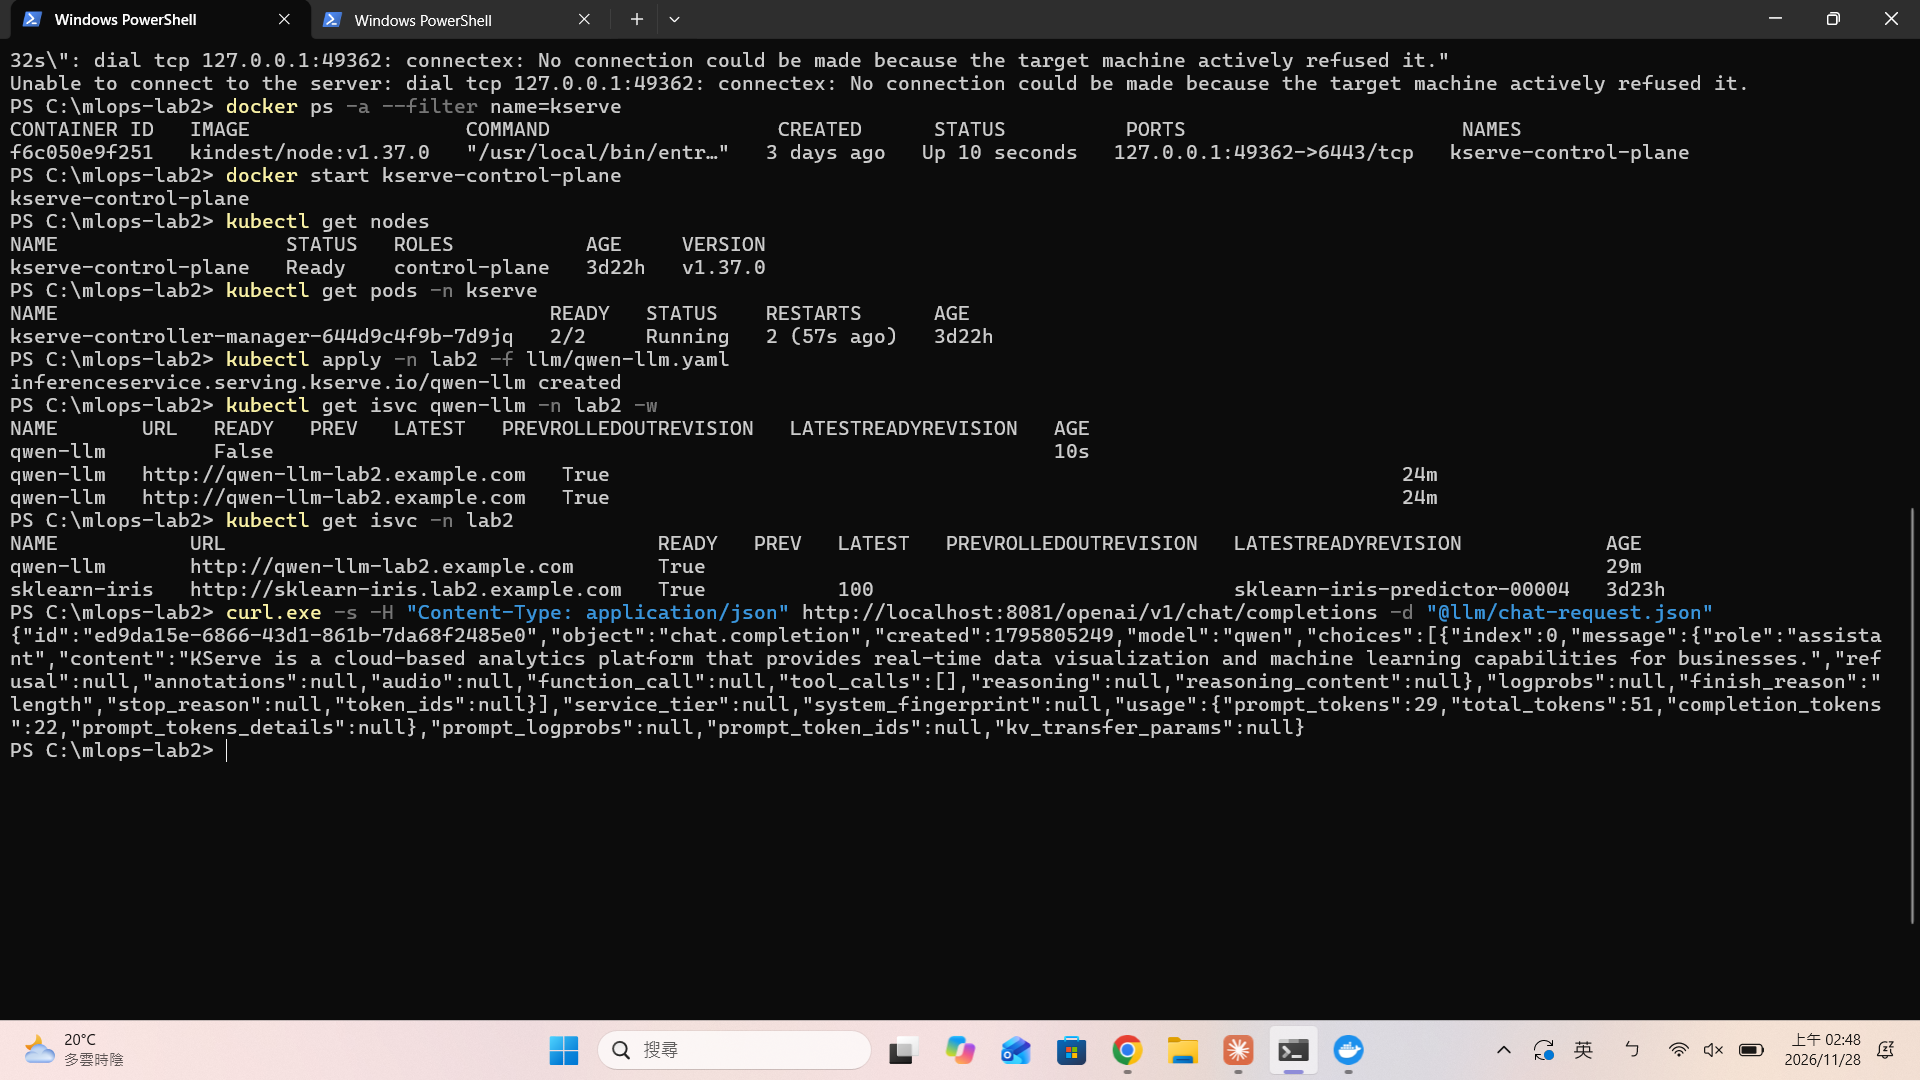 Windows PowerShell
Windows PowerShell
32s\": dial tcp 127.0.0.1:49362: connectex: No connection could be made because the target machine actively refused it."
Unable to connect to the server: dial tcp 127.0.0.1:49362: connectex: No connection could be made because the target machine actively refused it.
PS C:\mlops-lab2> docker ps -a --filter name=kserve
CONTAINER ID   IMAGE                  COMMAND                   CREATED      STATUS          PORTS                       NAMES
f6c050e9f251   kindest/node:v1.37.0   "/usr/local/bin/entr…"   3 days ago   Up 10 seconds   127.0.0.1:49362->6443/tcp   kserve-control-plane
PS C:\mlops-lab2> docker start kserve-control-plane
kserve-control-plane
PS C:\mlops-lab2> kubectl get nodes
NAME                   STATUS   ROLES           AGE     VERSION
kserve-control-plane   Ready    control-plane   3d22h   v1.37.0
PS C:\mlops-lab2> kubectl get pods -n kserve
NAME                                         READY   STATUS    RESTARTS      AGE
kserve-controller-manager-644d9c4f9b-7d9jq   2/2     Running   2 (57s ago)   3d22h
PS C:\mlops-lab2> kubectl apply -n lab2 -f llm/qwen-llm.yaml
inferenceservice.serving.kserve.io/qwen-llm created
PS C:\mlops-lab2> kubectl get isvc qwen-llm -n lab2 -w
NAME       URL   READY   PREV   LATEST   PREVROLLEDOUTREVISION   LATESTREADYREVISION   AGE
qwen-llm         False                                                                 10s
qwen-llm   http://qwen-llm-lab2.example.com   True                                                                  24m
qwen-llm   http://qwen-llm-lab2.example.com   True                                                                  24m
PS C:\mlops-lab2> kubectl get isvc -n lab2
NAME           URL                                    READY   PREV   LATEST   PREVROLLEDOUTREVISION   LATESTREADYREVISION            AGE
qwen-llm       http://qwen-llm-lab2.example.com       True                                                                           29m
sklearn-iris   http://sklearn-iris.lab2.example.com   True           100                              sklearn-iris-predictor-00004   3d23h
PS C:\mlops-lab2> curl.exe -s -H "Content-Type: application/json" http://localhost:8081/openai/v1/chat/completions -d "@llm/chat-request.json"
{"id":"ed9da15e-6866-43d1-861b-7da68f2485e0","object":"chat.completion","created":1795805249,"model":"qwen","choices":[{"index":0,"message":{"role":"assista
nt","content":"KServe is a cloud-based analytics platform that provides real-time data visualization and machine learning capabilities for businesses.","ref
usal":null,"annotations":null,"audio":null,"function_call":null,"tool_calls":[],"reasoning":null,"reasoning_content":null},"logprobs":null,"finish_reason":"
length","stop_reason":null,"token_ids":null}],"service_tier":null,"system_fingerprint":null,"usage":{"prompt_tokens":29,"total_tokens":51,"completion_tokens
":22,"prompt_tokens_details":null},"prompt_logprobs":null,"prompt_token_ids":null,"kv_transfer_params":null}
PS C:\mlops-lab2>
20°C
多雲時陰
搜尋
英
ㄅ
上午 02:48
2026/11/28